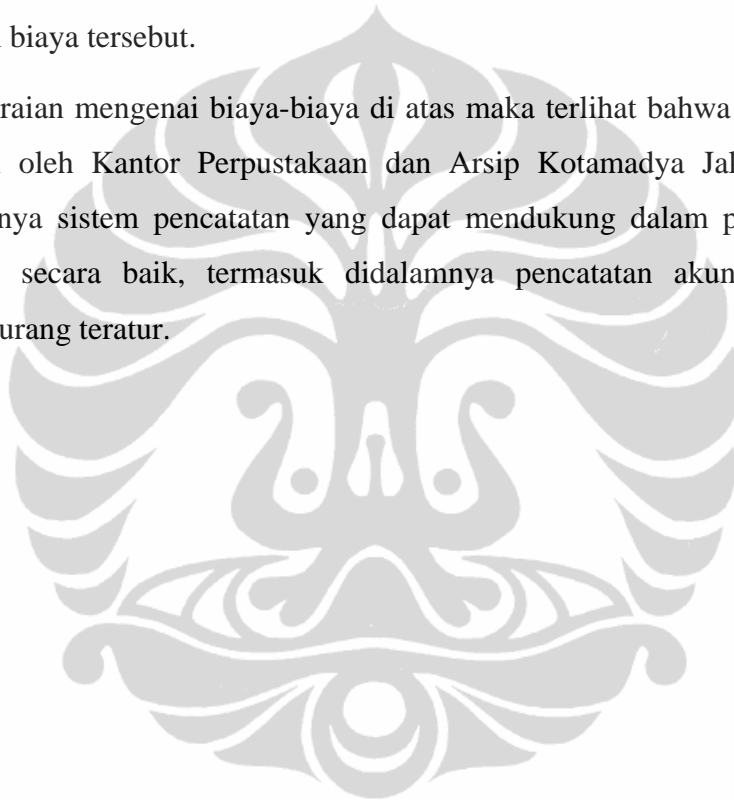 biaya tersebut.
raian mengenai biaya-biaya di atas maka terlihat bahwa
oleh Kantor Perpustakaan dan Arsip Kotamadya Jal
nya sistem pencatatan yang dapat mendukung dalam p
secara baik, termasuk didalamnya pencatatan akun
urang teratur.